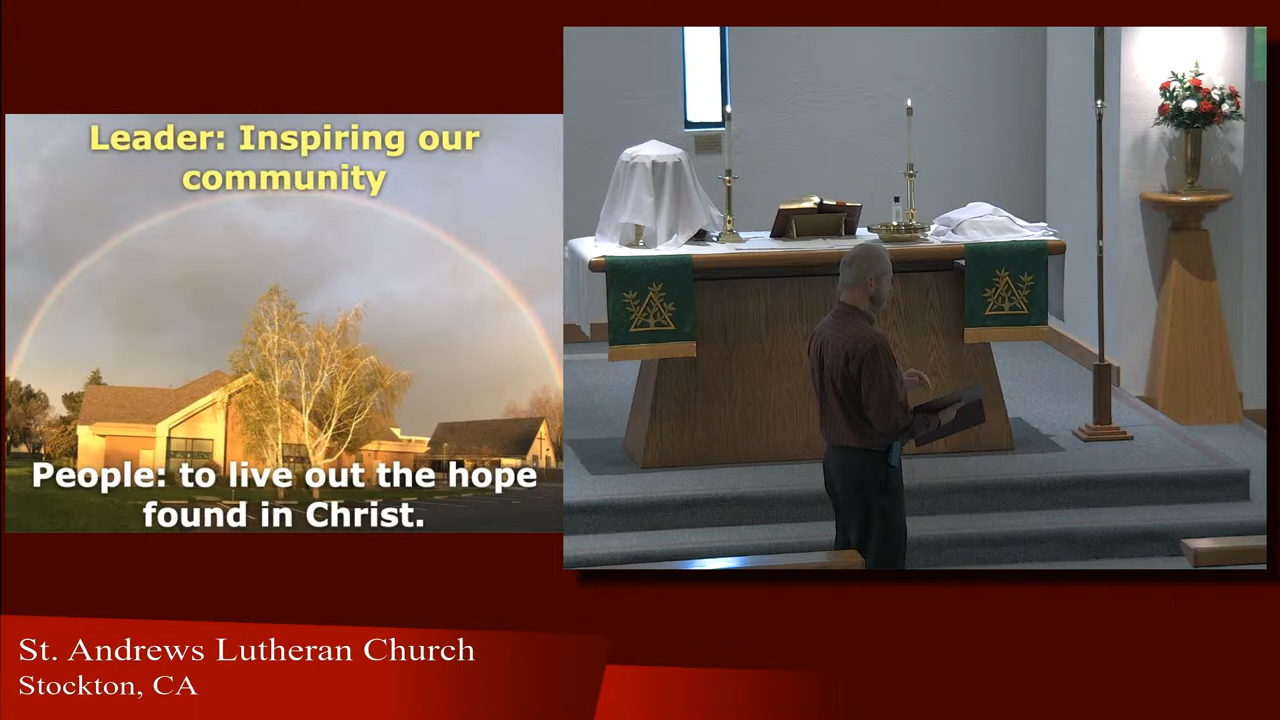 Leader: Inspiring our
community
People: to live out the hope
found in Christ.
St. Andrews Lutheran Church
Stockton, CA